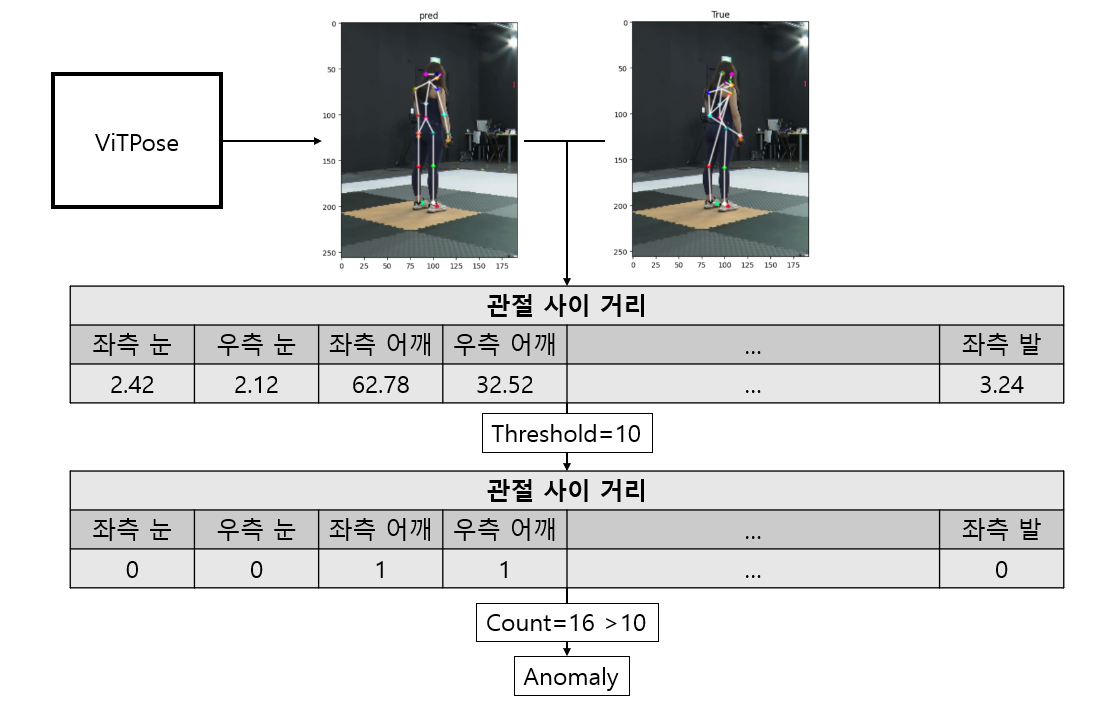 pred
True
ViTPose
0
50
100
150
200
250
0 25 50 75 100 125 150 175
0
50
100
150
200
250
0 25 50 75 100 125 150 175
관절 사이 거리
좌측 눈 우측 눈 좌측 어깨 우측 어깨 ... 좌측 발
2.42 2.12 62.78 32.52 ... 3.24
Threshold=10
관절 사이 거리
좌측 눈 우측 눈 좌측 어깨 우측 어깨 ... 좌측 발
0 0 1 1 ... 0
Count=16 >10
Anomaly